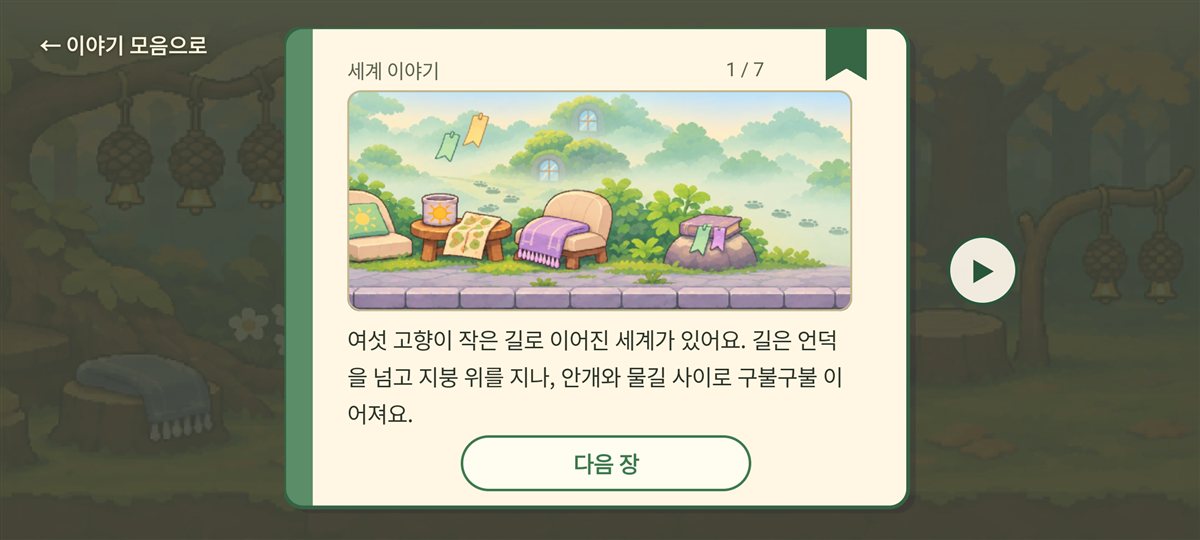 ← 이야기 모음으로
세계 이야기
1 / 7
여섯 고향이 작은 길로 이어진 세계가 있어요. 길은 언덕
을 넘고 지붕 위를 지나, 안개와 물길 사이로 구불구불 이
어져요.
다음 장